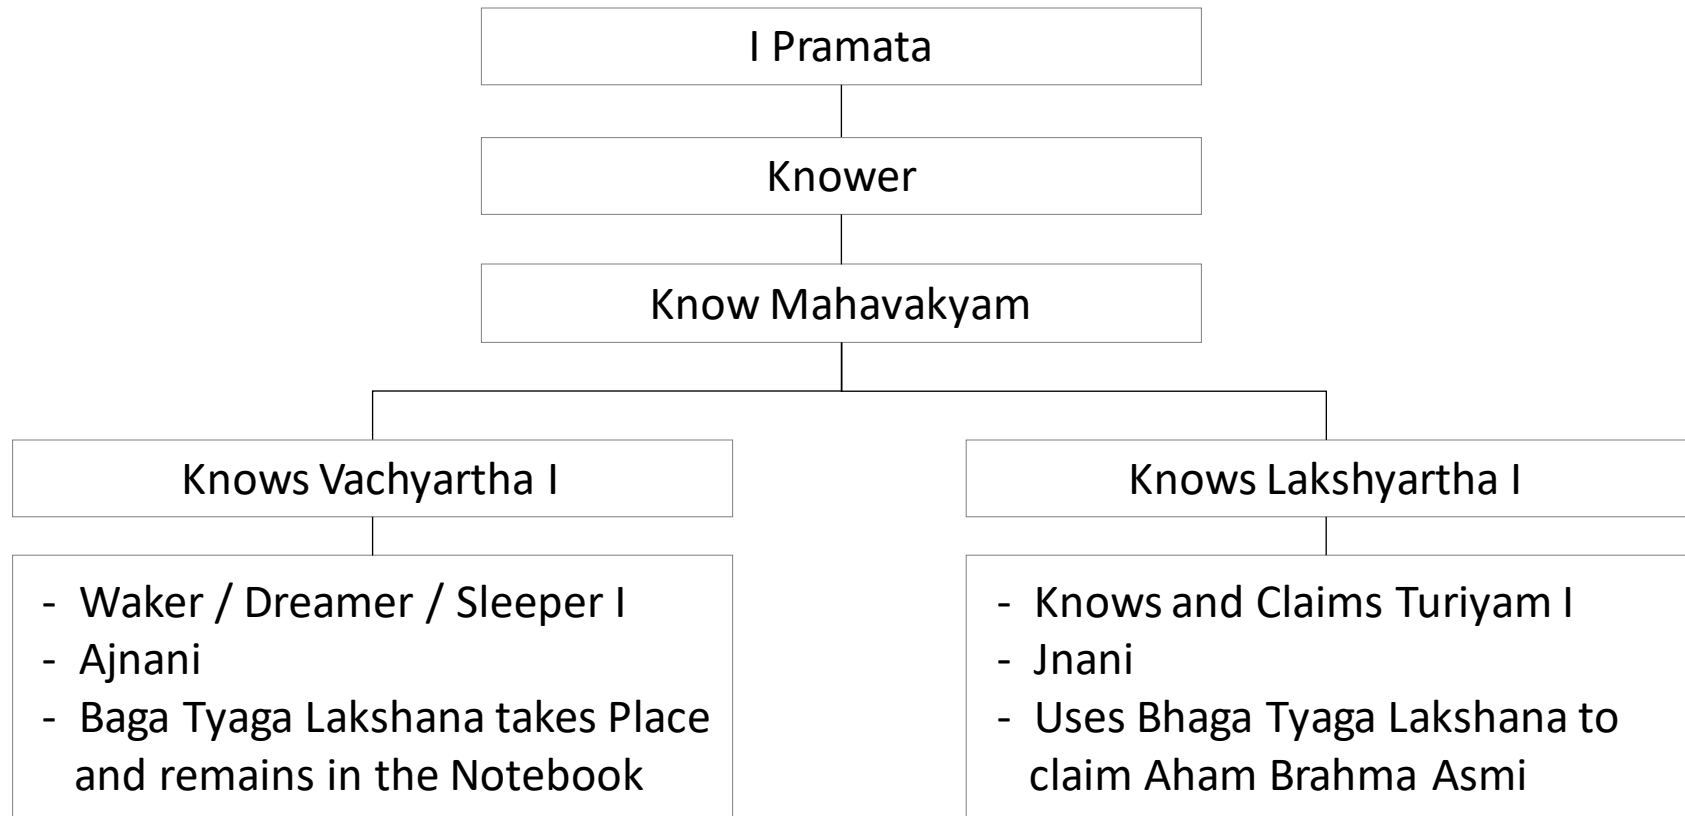 I Pramata
Knower
Know Mahavakyam
Knows Vachyartha I
- Waker / Dreamer / Sleeper I
- Ajnani
- Baga Tyaga Lakshana takes Place
and remains in the Notebook
Knows Lakshyartha I
- Knows and Claims Turiyam I
- Jnani
- Uses Bhaga Tyaga Lakshana to
claim Aham Brahma Asmi